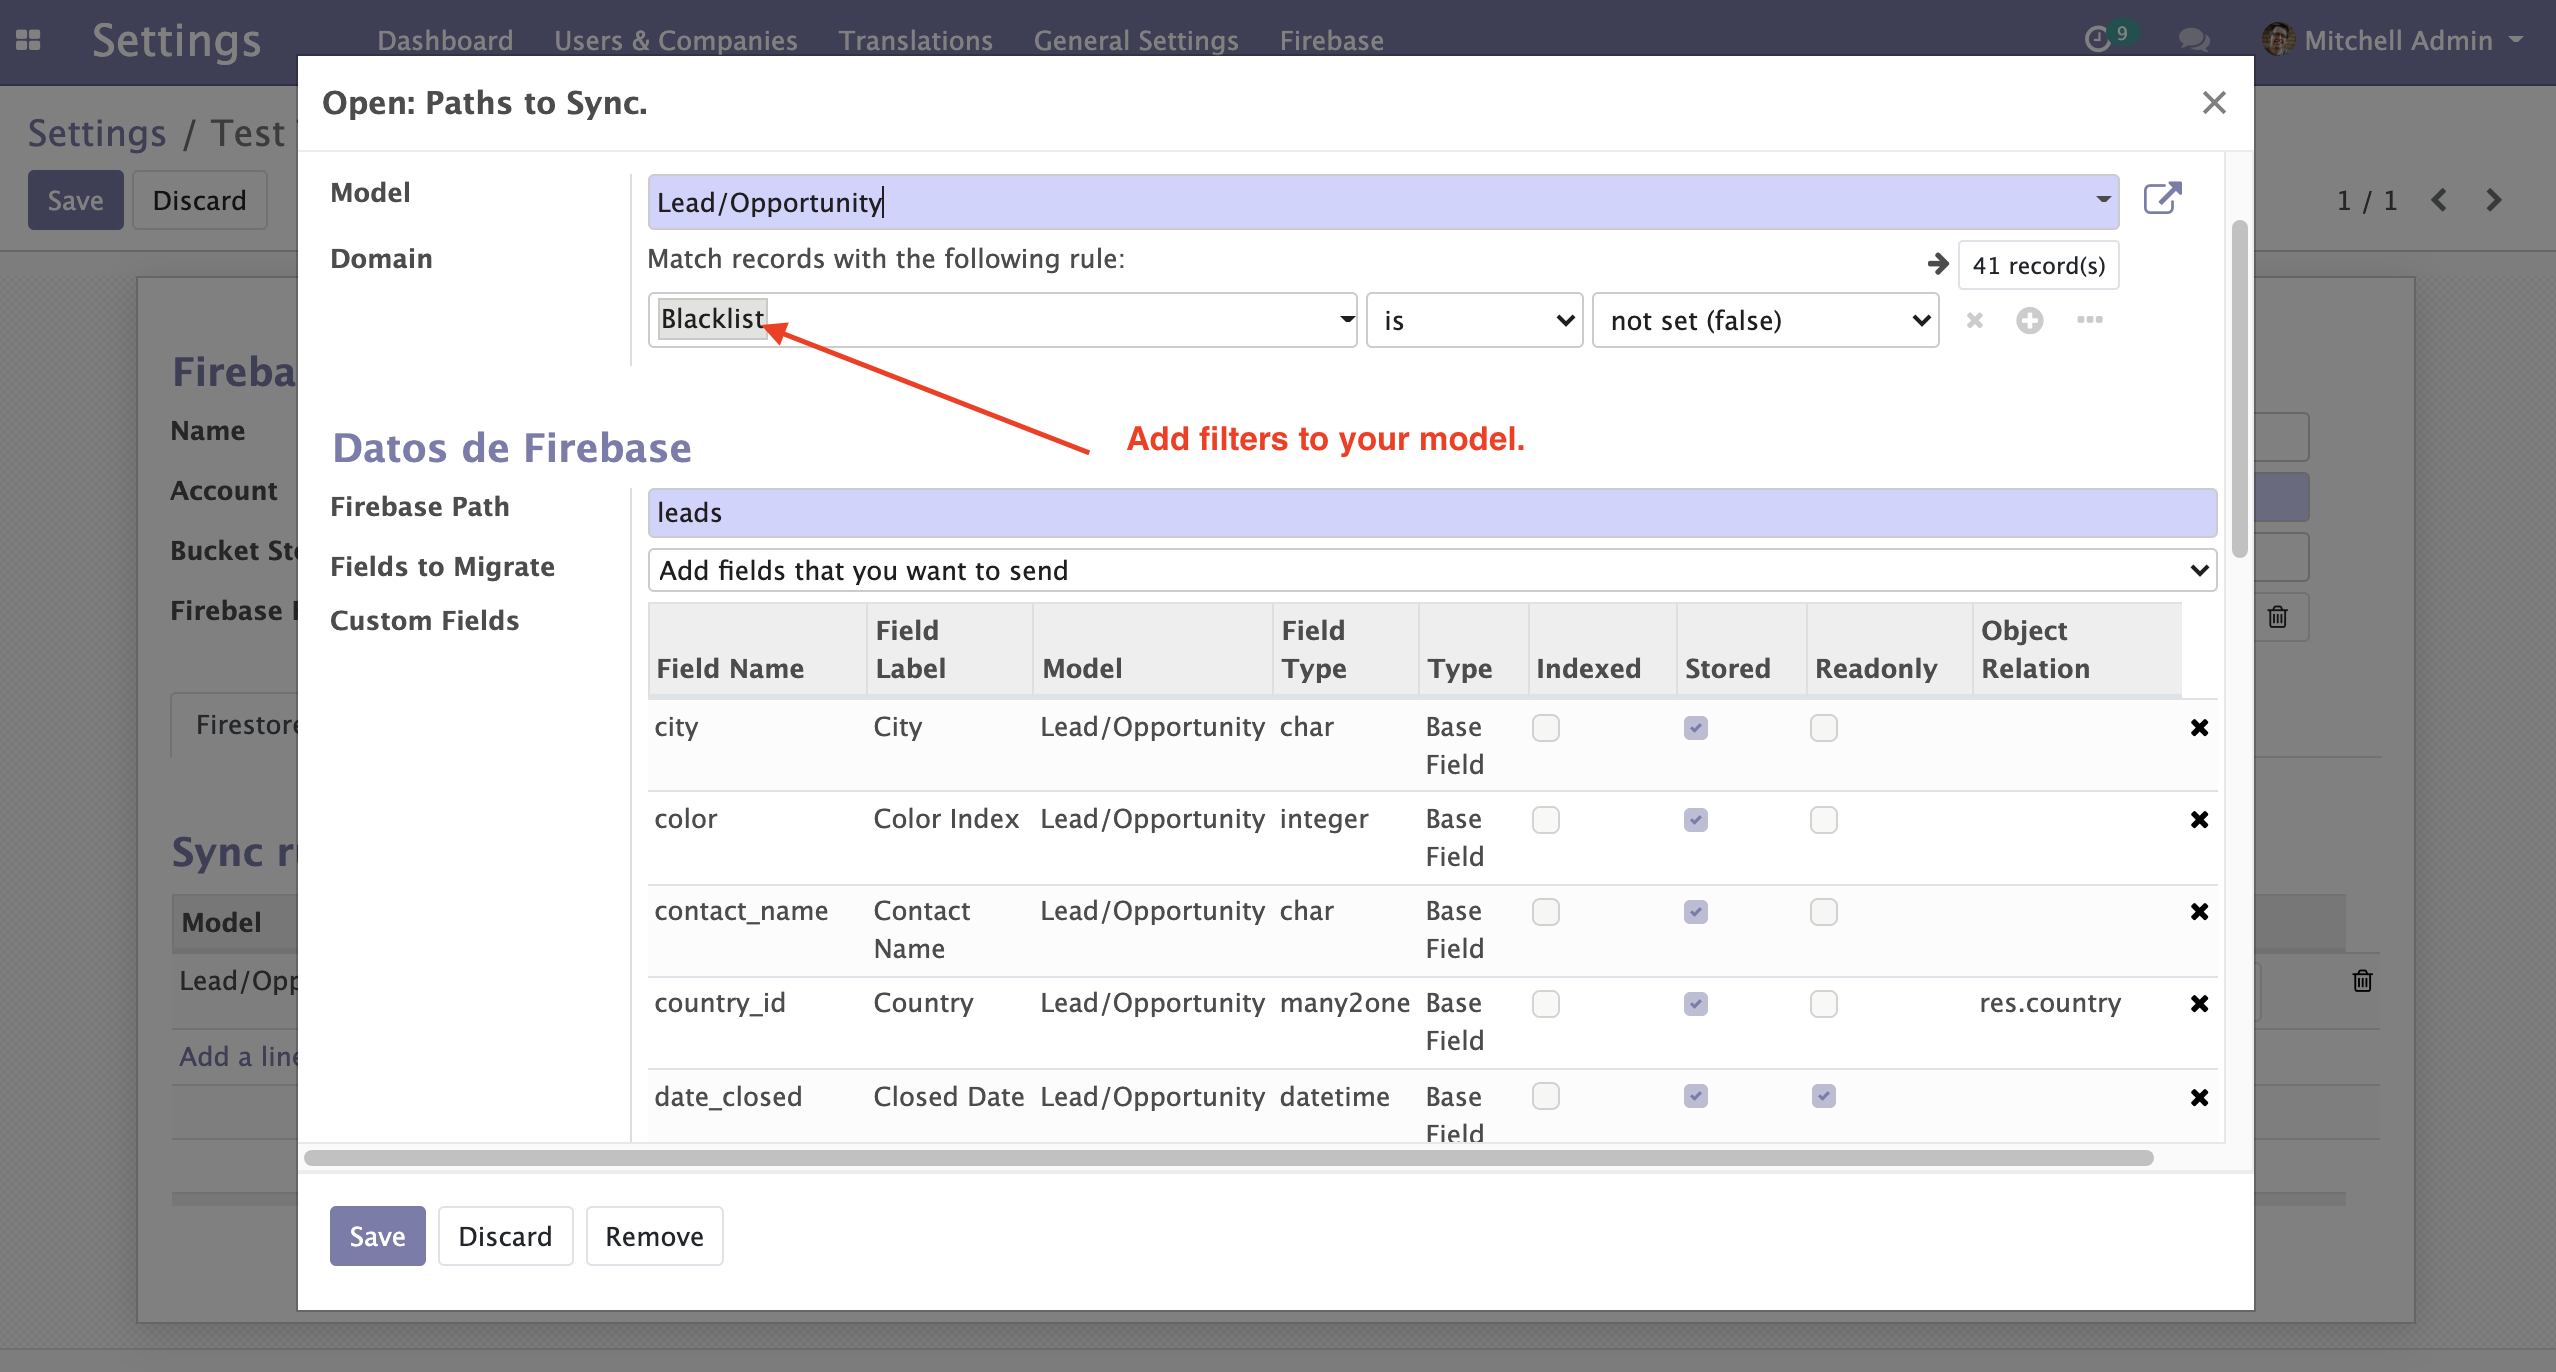 Settings Dashboard Users & Companies Translations General Settings Firebase 9 Mitchell Admin
Settings / Test
Save Discard 1 / 1
Open: Paths to Sync.
Model Lead/Opportunity
Domain Match records with the following rule: 41 record(s)
Blacklist is not set (false)
Add filters to your model.
Datos de Firebase
Firebase Path leads
Fields to Migrate Add fields that you want to send
Custom Fields
Field Name Field Label Model Field Type Type Indexed Stored Readonly Object Relation
city City Lead/Opportunity char Base Field
color Color Index Lead/Opportunity integer Base Field
contact_name Contact Name Lead/Opportunity char Base Field
country_id Country Lead/Opportunity many2one Base Field res.country
date_closed Closed Date Lead/Opportunity datetime Base Field
Save Discard Remove
Name
Account
Bucket
Firebase
Firestore
Sync
Model
Add a line